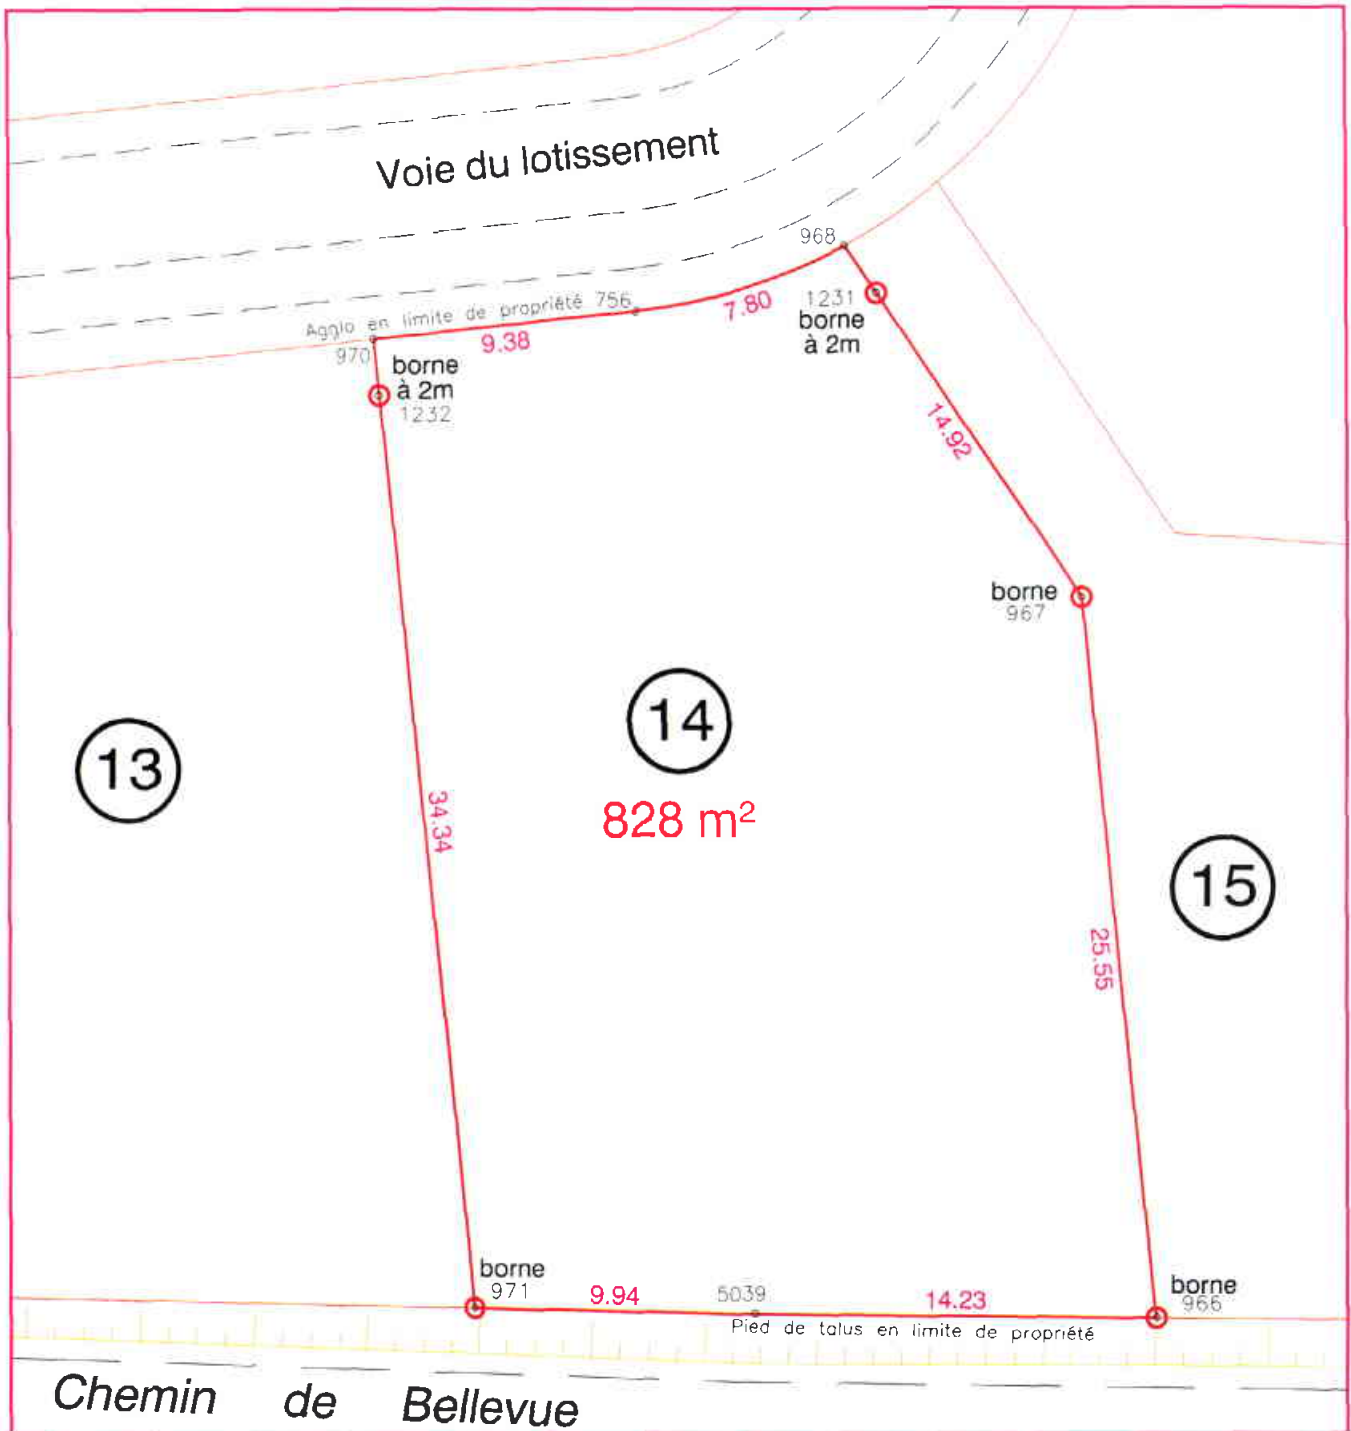 Voie du lotissement
968
1231
borne
à 2m
7.80
Agglo en limite de propriété 756
9.38
970
borne
à 2m
1232
14.92
borne
967
14
13
828 m²
34.34
15
25.55
borne
971
9.94
5039
14.23
borne
966
Pied de talus en limite de propriété
Chemin de Bellevue